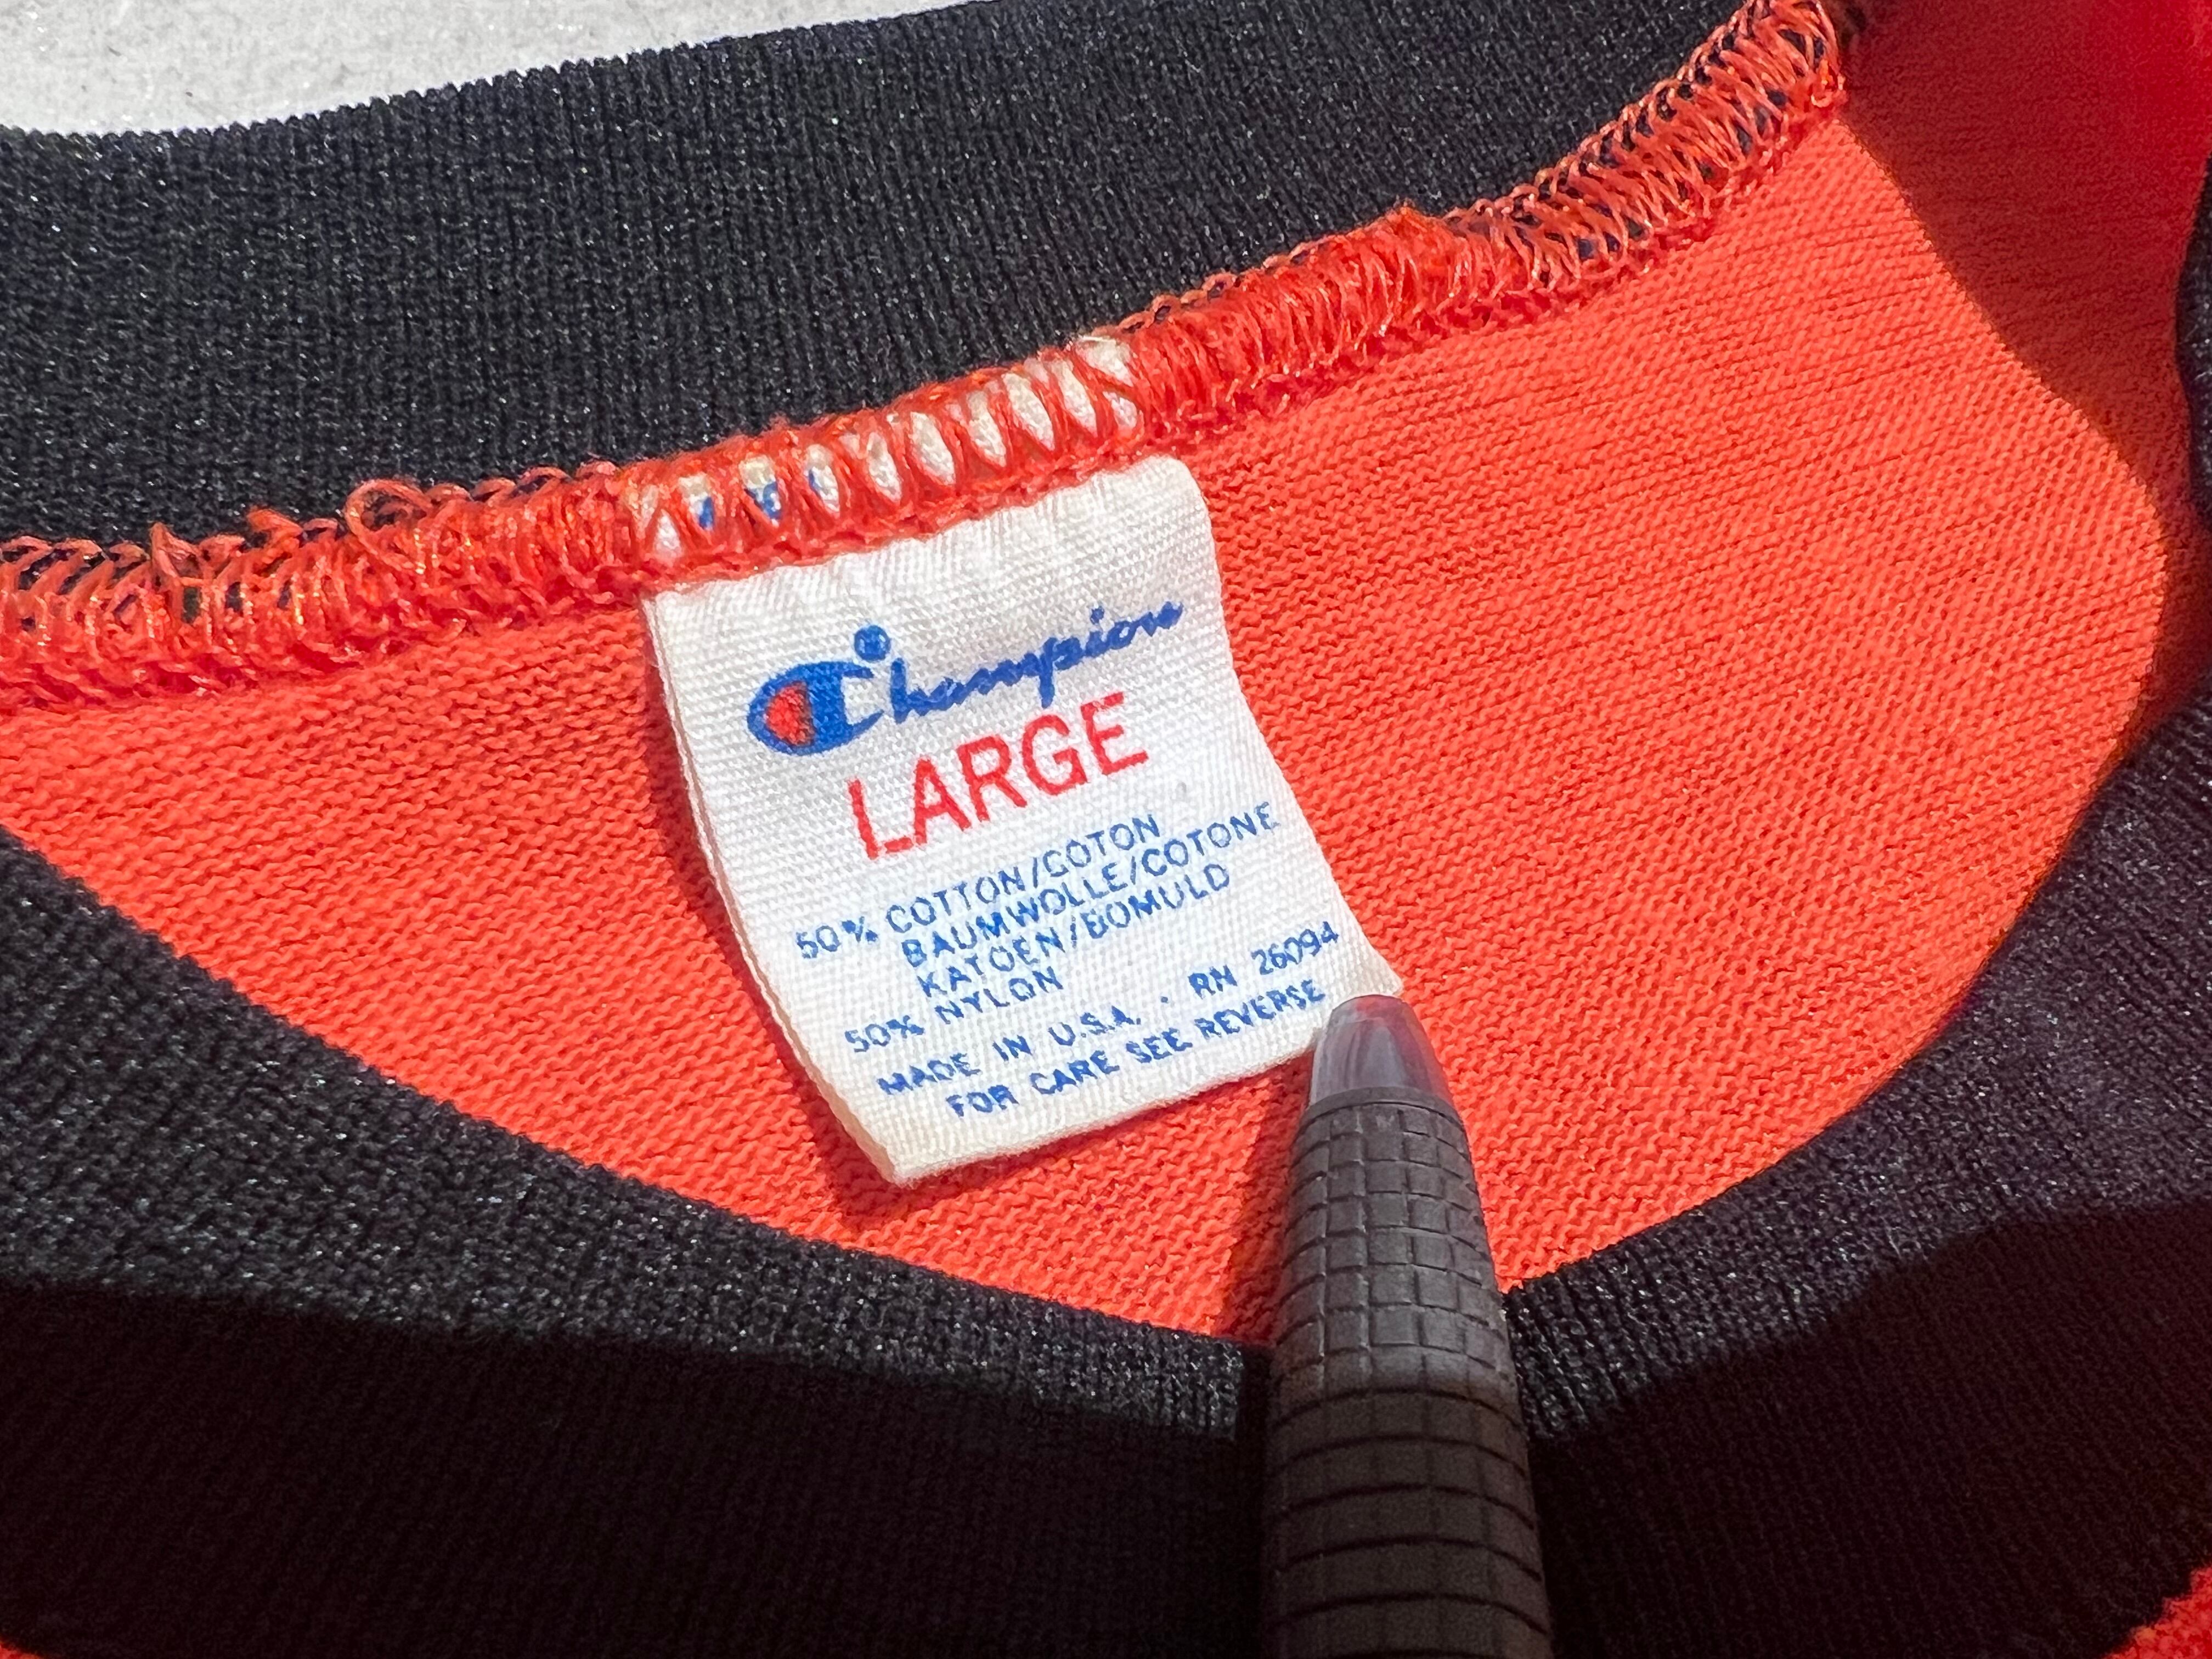 Champion
LARGE
50% COTTON/COTON
BAUMWOLLE/COTONE
KATOEN/BOMULD
50% NYLON
MADE IN U.S.A. · RN 26094
FOR CARE SEE REVERSE